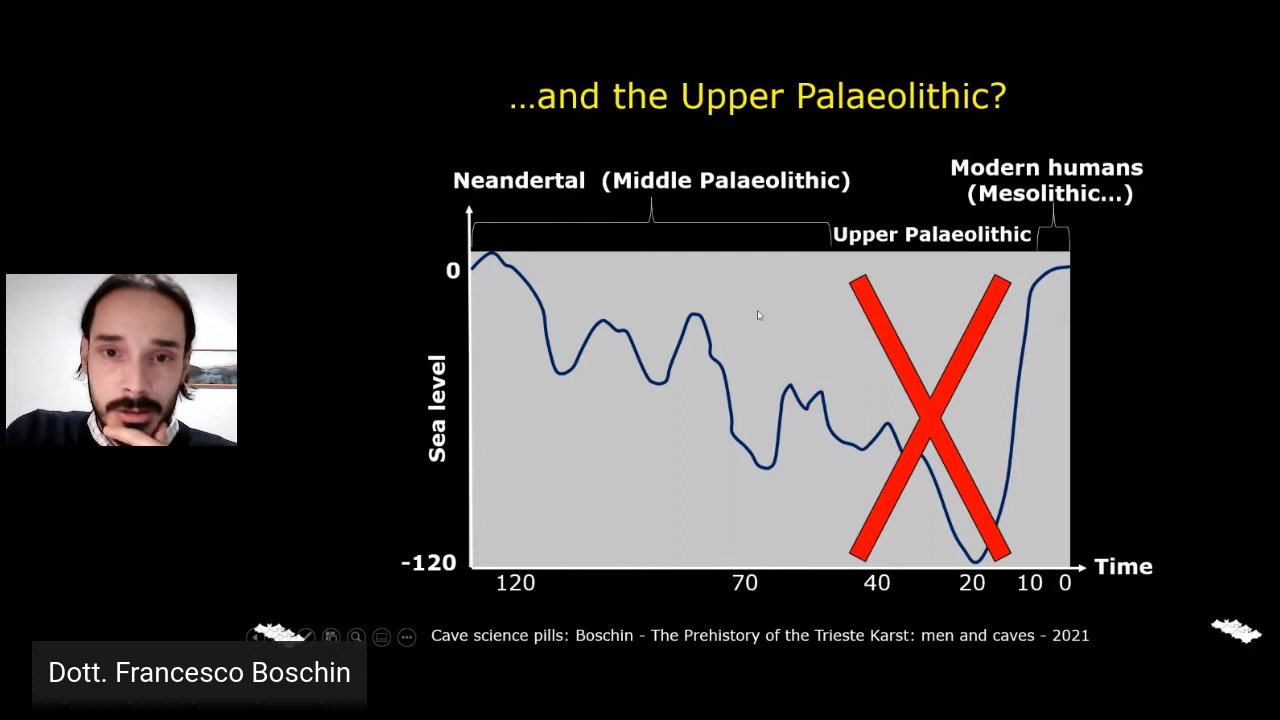 …and the Upper Palaeolithic?
Modern humans
(Mesolithic...)
Neandertal (Middle Palaeolithic)
Upper Palaeolithic
0
Sea level
-120
120 70 40 20 10 0
Time
Cave science pills: Boschin - The Prehistory of the Trieste Karst: men and caves - 2021
Dott. Francesco Boschin